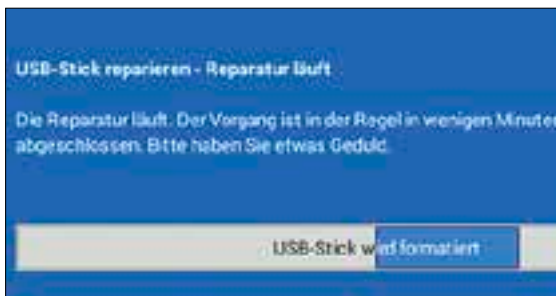 USB-Stick reparieren - Reparatur läuft
Die Reparatur läuft. Der Vorgang ist in der Regel in wenigen Minuten
abgeschlossen. Bitte haben Sie etwas Geduld.
USB-Stick wird formatiert